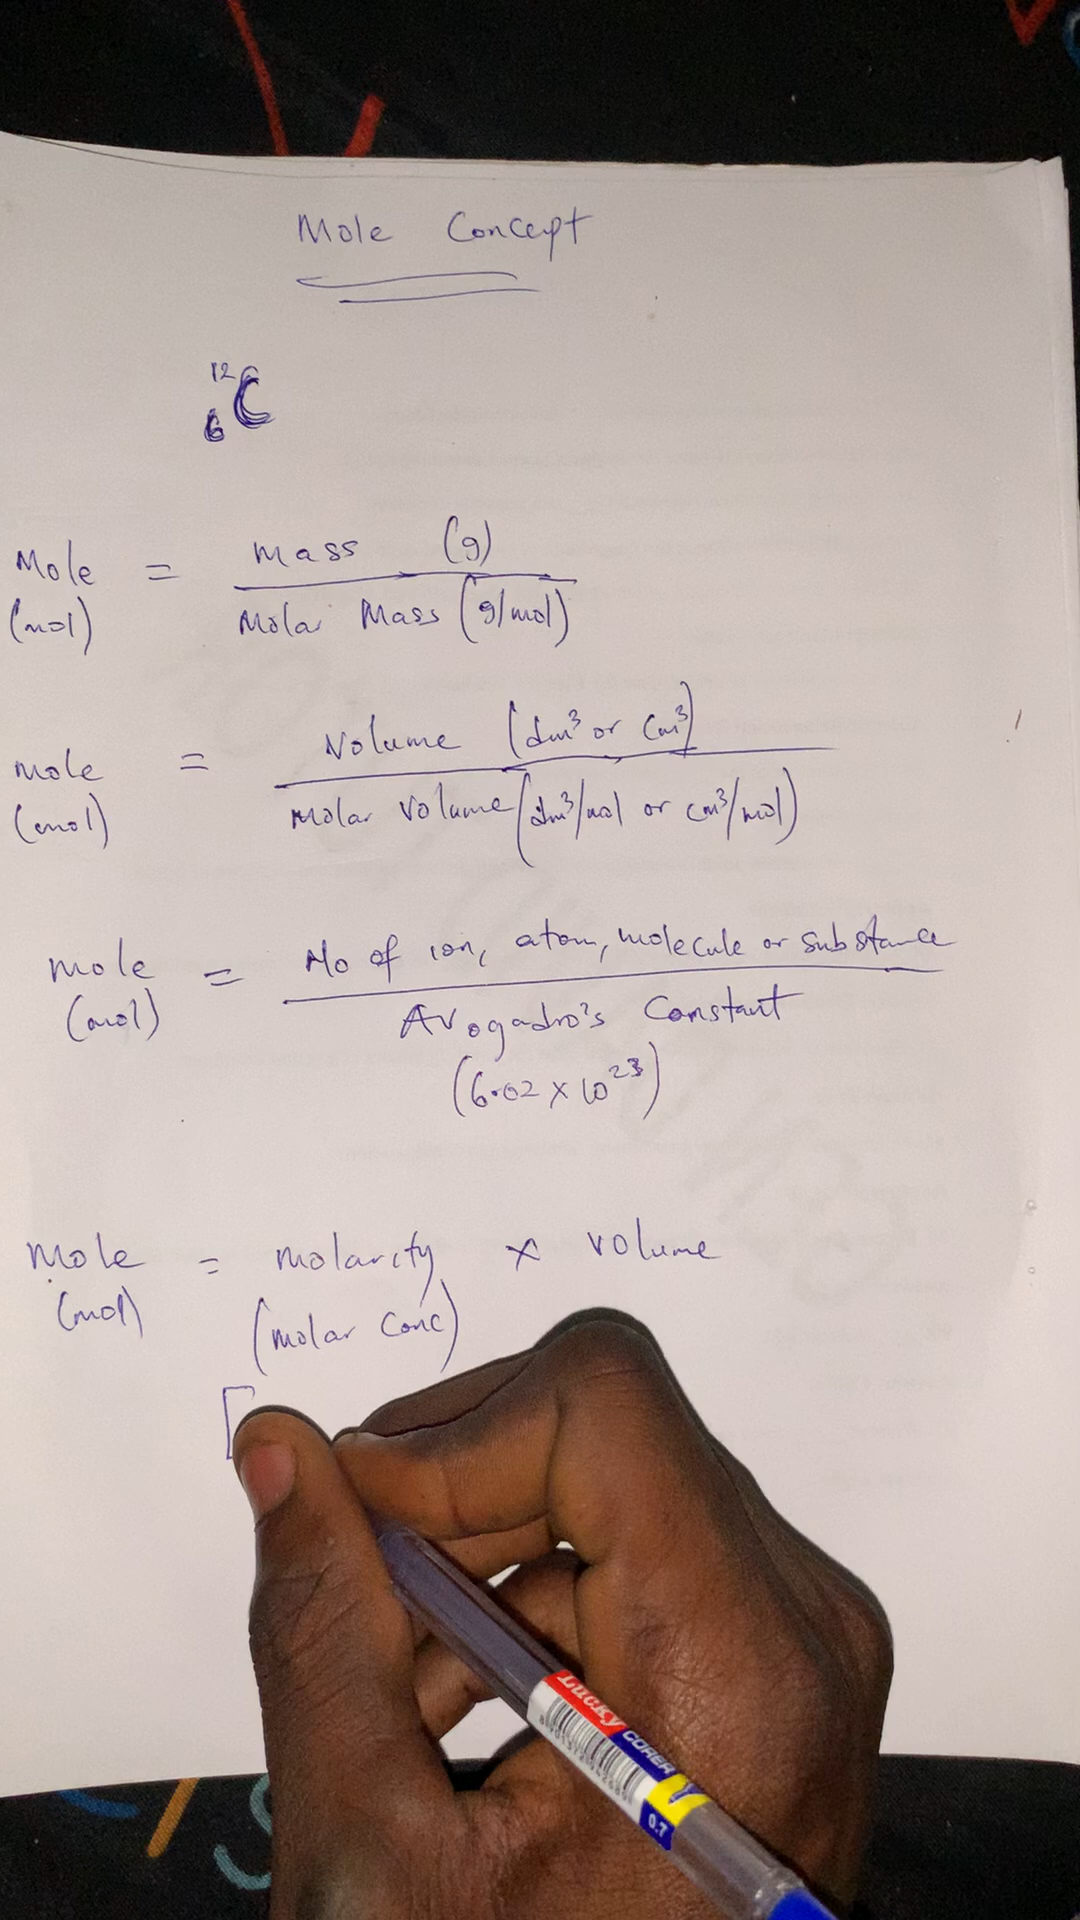 Mole Concept
12
6 C
Mole = mass (g)
(mol) Molar Mass (g/mol)
mole = Volume (dm³ or cm³)
(mol) Molar Volume (dm³/mol or cm³/mol)
mole = No of ion, atom, molecule or substance
(mol) Avogadro's Constant
(6.02 x 10²³)
Mole = molarity x volume
(mol) (molar conc)
[
Lucky
CORER
0.7